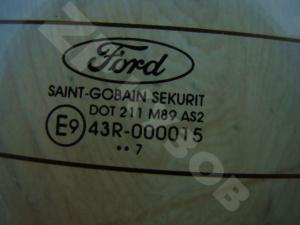 Ford
SAINT-GOBAIN SEKURIT
DOT 211 M89 AS2
E9 43R-000015
•• 7